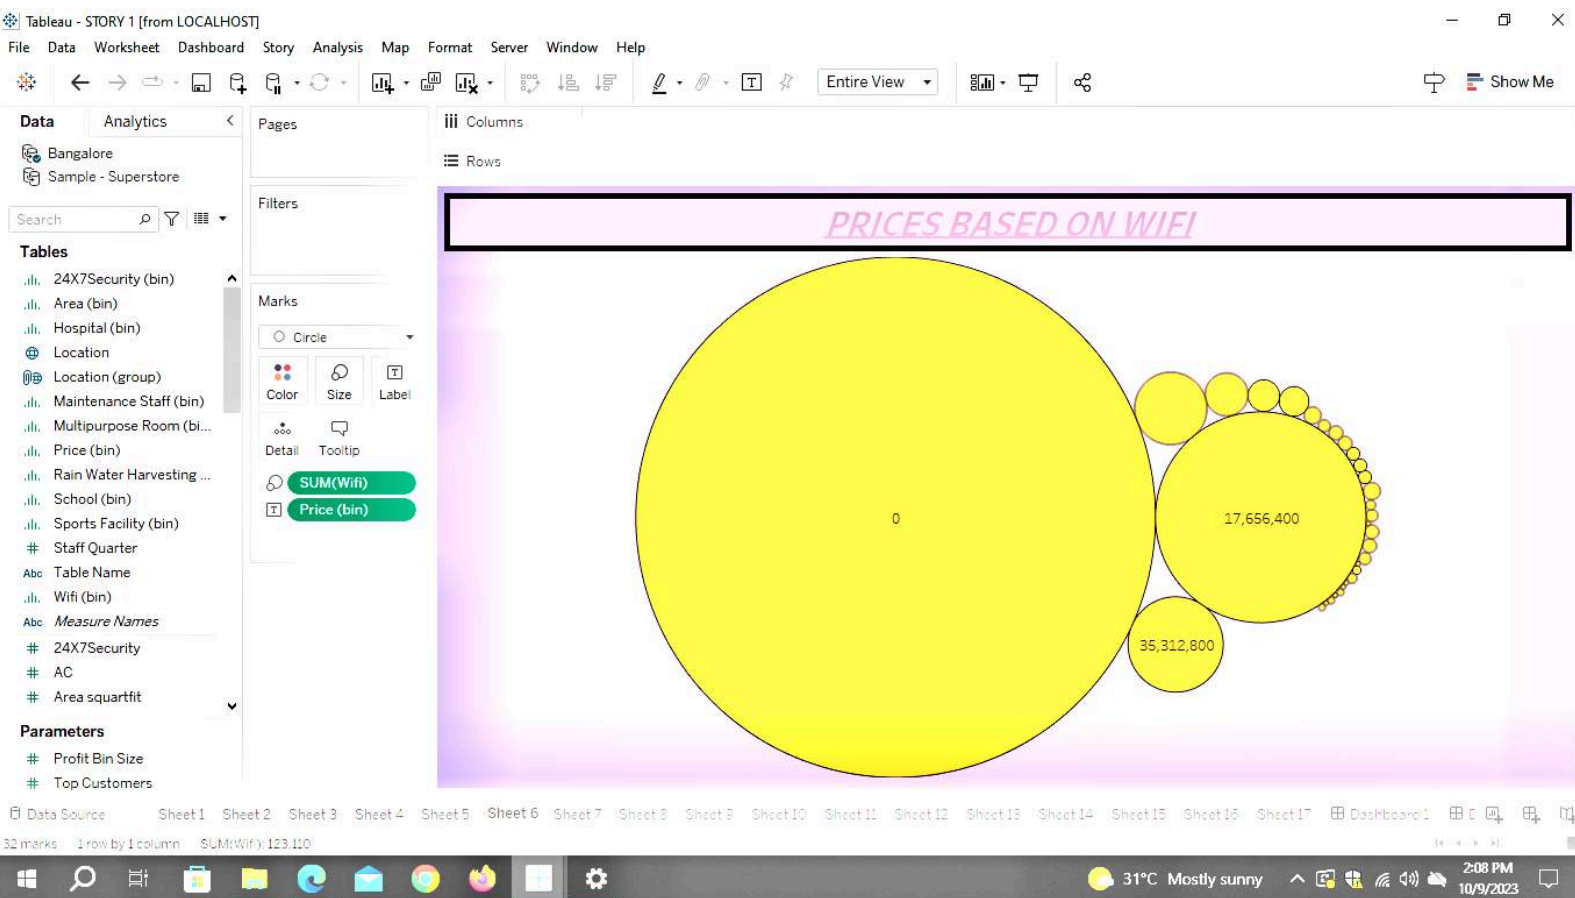 Tableau - STORY 1 [from LOCALHOST]
File Data Worksheet Dashboard Story Analysis Map Format Server Window Help
Entire View
Show Me
Data Analytics
Bangalore
Sample - Superstore
Search
Tables
24X7Security (bin)
Area (bin)
Hospital (bin)
Location
Location (group)
Maintenance Staff (bin)
Multipurpose Room (bi...
Price (bin)
Rain Water Harvesting ...
School (bin)
Sports Facility (bin)
Staff Quarter
Abc Table Name
Wifi (bin)
Abc Measure Names
24X7Security
AC
Area squartfit
Parameters
Profit Bin Size
Top Customers
Pages
Filters
Marks
Circle
Color Size Label
Detail Tooltip
SUM(Wifi)
Price (bin)
Columns
Rows
PRICES BASED ON WIFI
0
17,656,400
35,312,800
Data Source Sheet 1 Sheet 2 Sheet 3 Sheet 4 Sheet 5 Sheet 6 Sheet 7 Sheet 8 Sheet 9 Sheet 10 Sheet 11 Sheet 12 Sheet 13 Sheet 14 Sheet 15 Sheet 16 Sheet 17 Dashboard 1
32 marks 1 row by 1 column SUM(Wifi): 123,110
31°C Mostly sunny
2:08 PM
10/9/2023